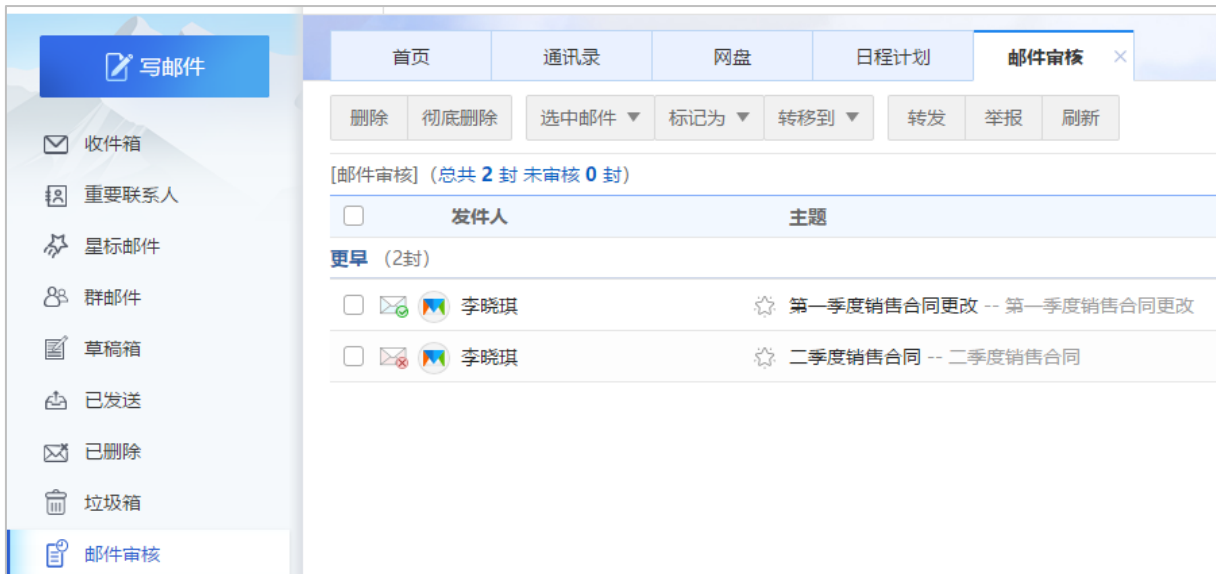 写邮件
收件箱
重要联系人
星标邮件
群邮件
草稿箱
已发送
已删除
垃圾箱
邮件审核
首页 通讯录 网盘 日程计划 邮件审核 ×
删除 彻底删除 选中邮件 ▼ 标记为 ▼ 转移到 ▼ 转发 举报 刷新
[邮件审核]（总共 2 封 未审核 0 封）
发件人 主题
更早 （2封）
李晓琪 第一季度销售合同更改 -- 第一季度销售合同更改
李晓琪 二季度销售合同 -- 二季度销售合同